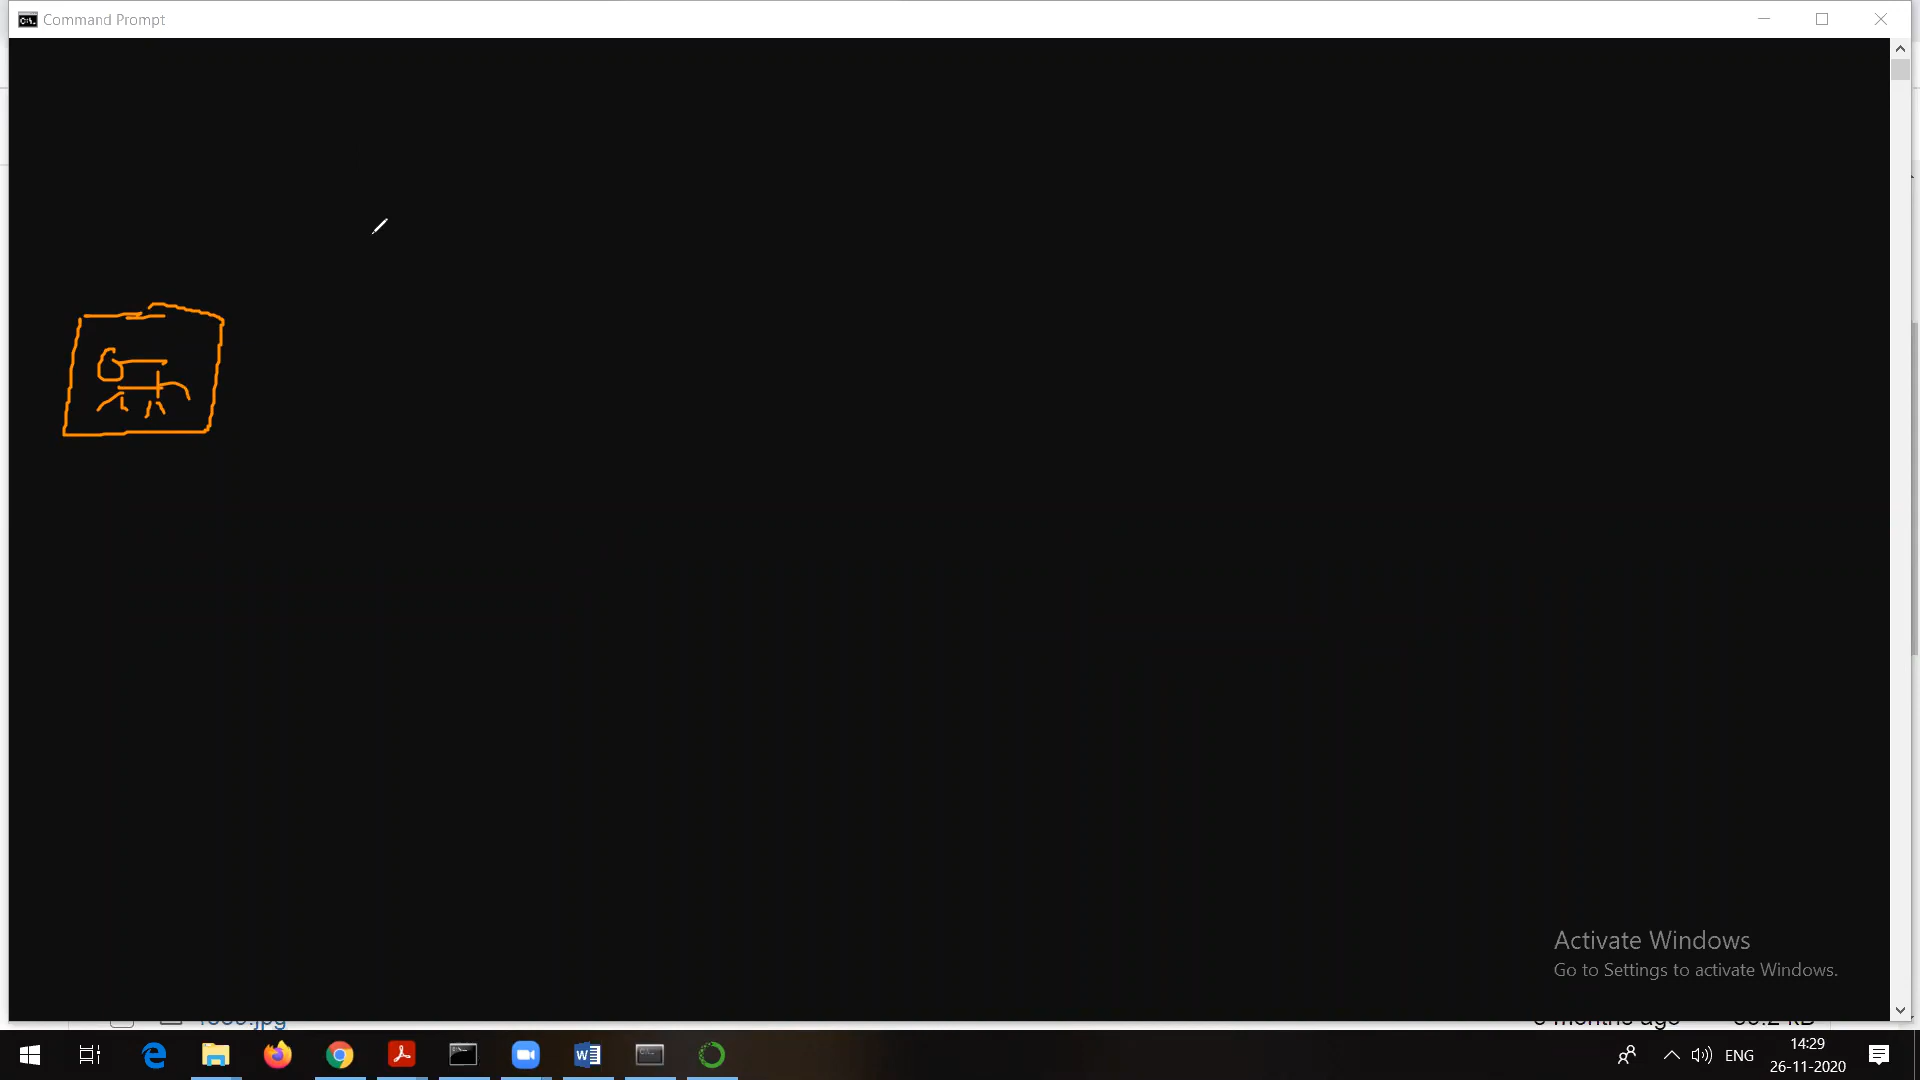 Command Prompt
Activate Windows
Go to Settings to activate Windows.
ENG
14:29
26-11-2020